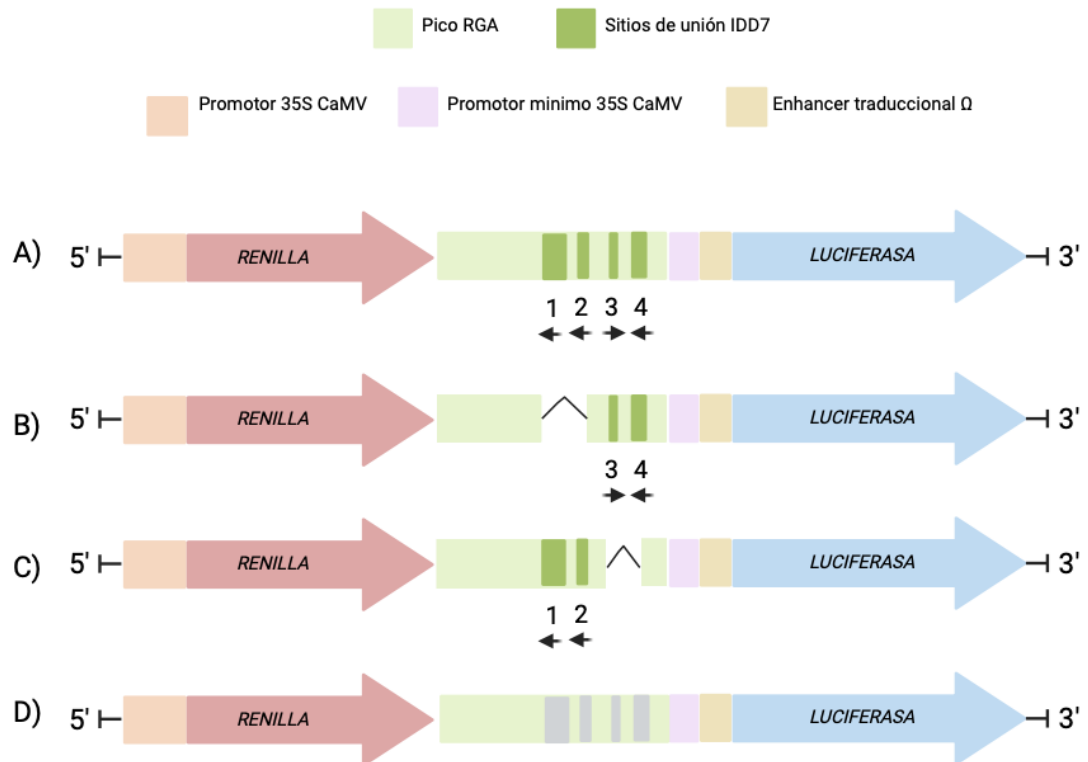 Pico RGA Sitios de unión IDD7
Promotor 35S CaMV Promotor minimo 35S CaMV Enhancer traduccional Ω
A) 5' RENILLA LUCIFERASA 3'
1 2 3 4
B) 5' RENILLA LUCIFERASA 3'
3 4
C) 5' RENILLA LUCIFERASA 3'
1 2
D) 5' RENILLA LUCIFERASA 3'